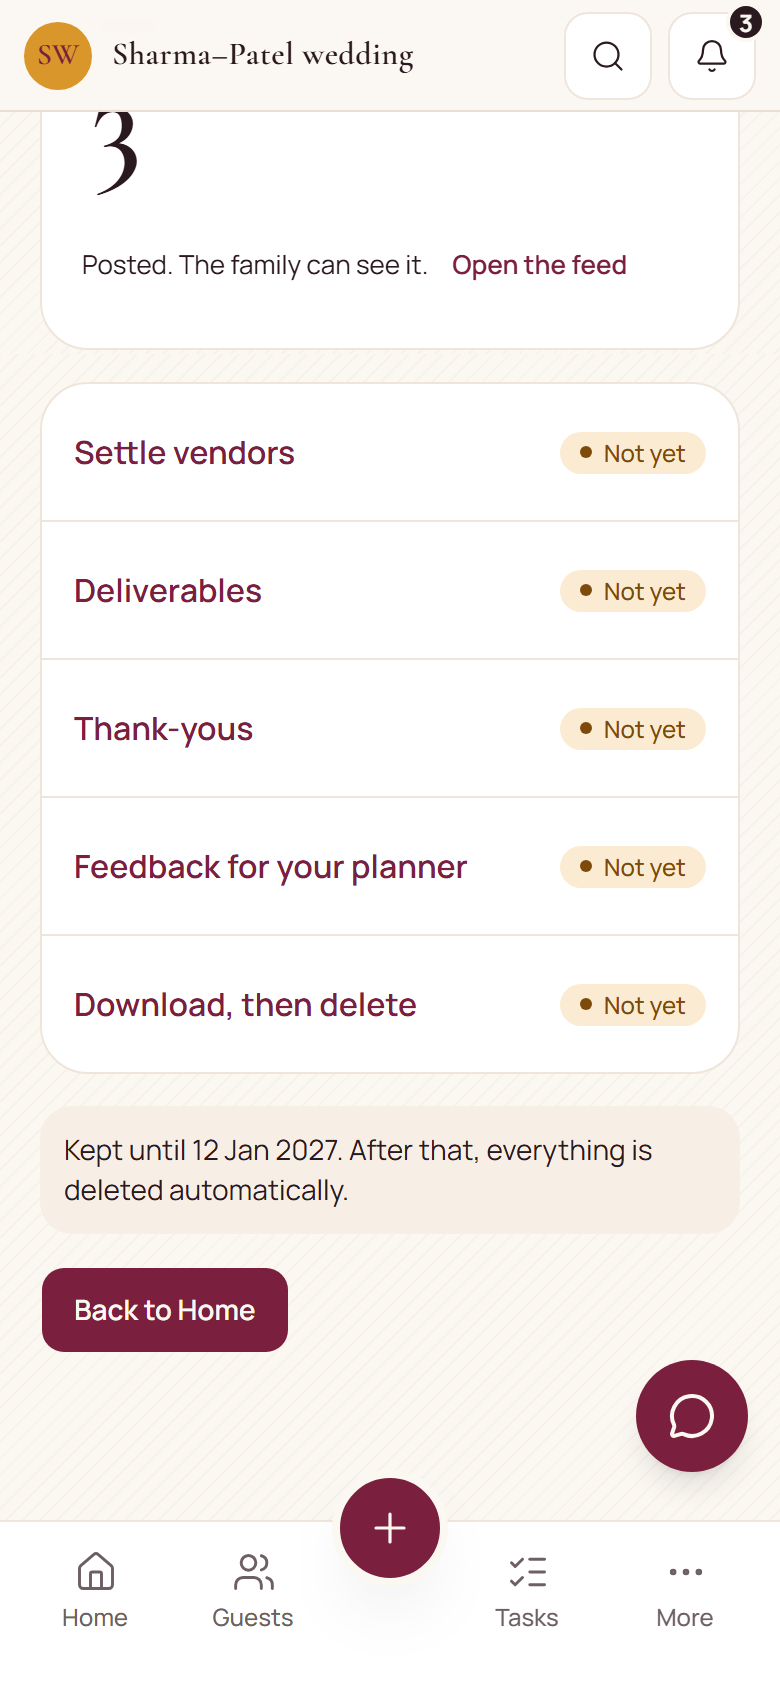 SW
Sharma–Patel wedding
3
3
Posted. The family can see it. Open the feed
Settle vendors
Not yet
Deliverables
Not yet
Thank-yous
Not yet
Feedback for your planner
Not yet
Download, then delete
Not yet
Kept until 12 Jan 2027. After that, everything is
deleted automatically.
Back to Home
Home
Guests
Tasks
More